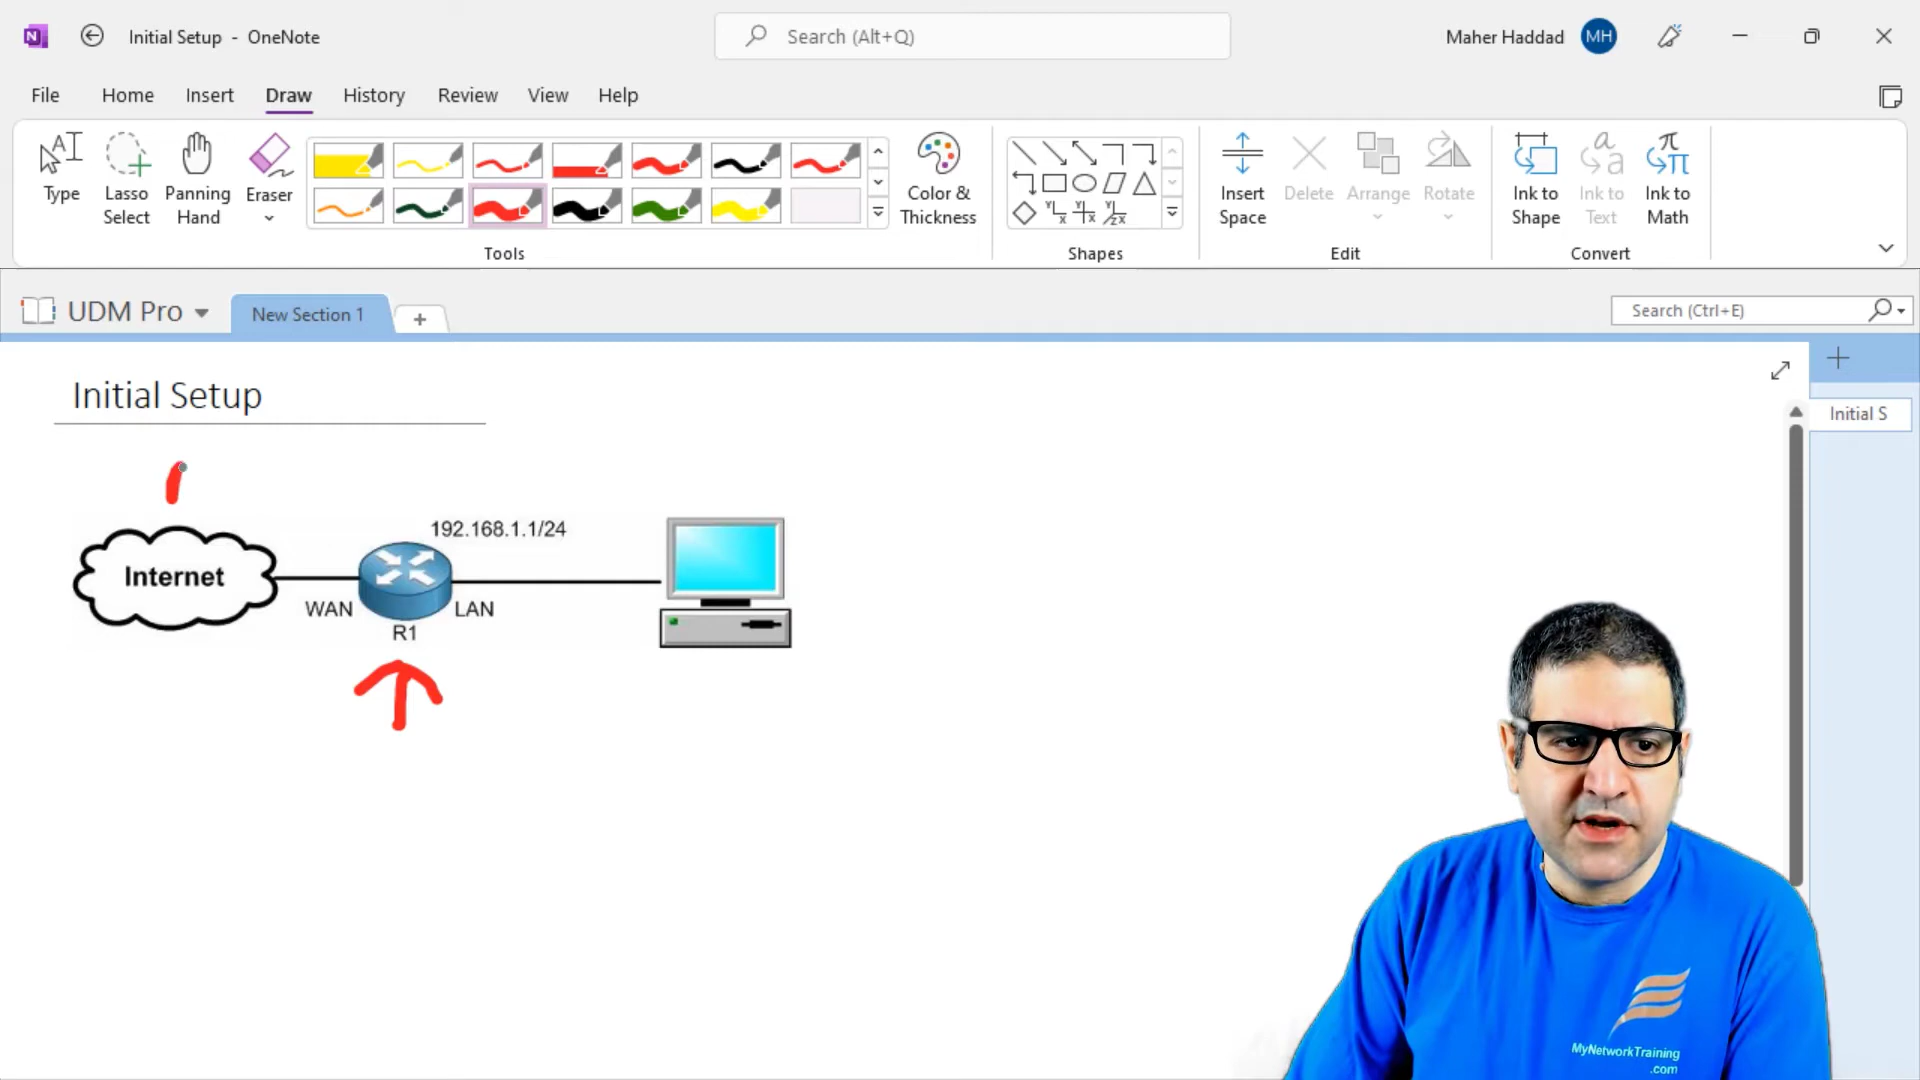 Initial Setup - OneNote
Search (Alt+Q)
Maher Haddad
MH
File
Home
Insert
Draw
History
Review
View
Help
Type
Lasso Select
Panning Hand
Eraser
Color & Thickness
Insert Space
Delete
Arrange
Rotate
Ink to Shape
Ink to Text
Ink to Math
Tools
Shapes
Edit
Convert
UDM Pro
New Section 1
Search (Ctrl+E)
Initial Setup
Initial S
192.168.1.1/24
Internet
WAN
LAN
R1
MyNetworkTraining
.com